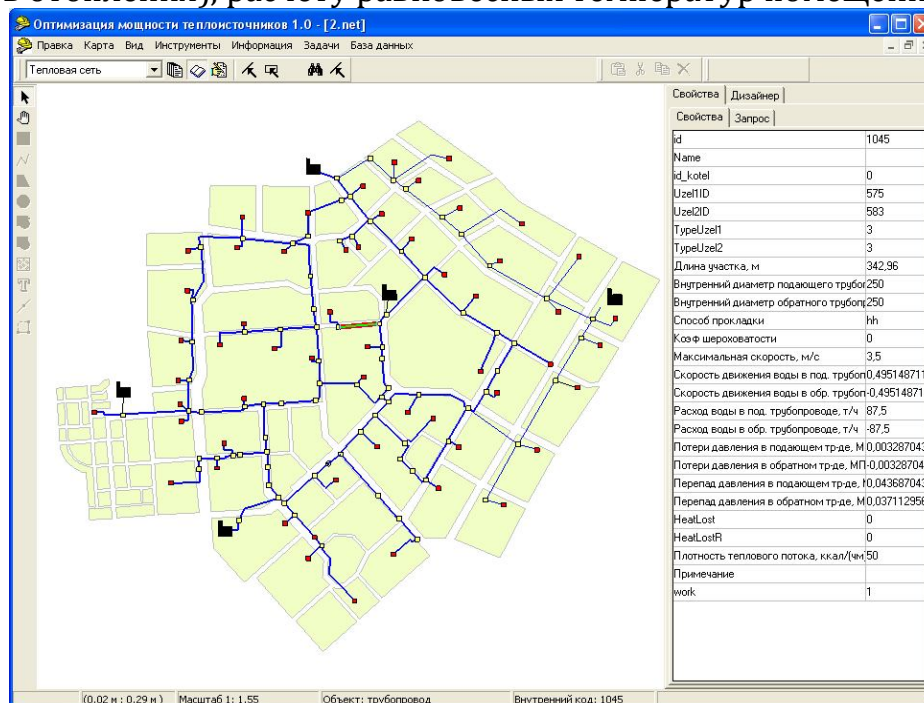 в отоплении), расчету равновесных температур помещений
Оптимизация мощности теплоисточников 1.0 - [2.net]
Правка Карта Вид Инструменты Информация Задачи База данных
Тепловая сеть
Свойства Дизайнер
Свойства Запрос
id 1045
Name
id_kotel 0
Uzel1ID 575
Uzel2ID 583
TypeUzel1 3
TypeUzel2 3
Длина участка, м 342,96
Внутренний диаметр подающего трубог 250
Внутренний диаметр обратного трубопр 250
Способ прокладки hh
Коэф шероховатости 0
Максимальная скорость, м/с 3,5
Скорость движения воды в под. трубоп 0,495148711
Скорость движения воды в обр. трубоп -0,49514871
Расход воды в под. трубопроводе, т/ч 87,5
Расход воды в обр. трубопроводе, т/ч -87,5
Потери давления в подающем тр-де, М 0,003287043
Потери давления в обратном тр-де, МП -0,00328704
Перепад давления в подающем тр-де, М 0,043687043
Перепад давления в обратном тр-де, М 0,037112956
HeatLost 0
HeatLostR 0
Плотность теплового потока, ккал/(чм 50
Примечание
work 1
(0.02 м ; 0.29 м ) Масштаб 1: 1.55 Объект: трубопровод Внутренний код: 1045